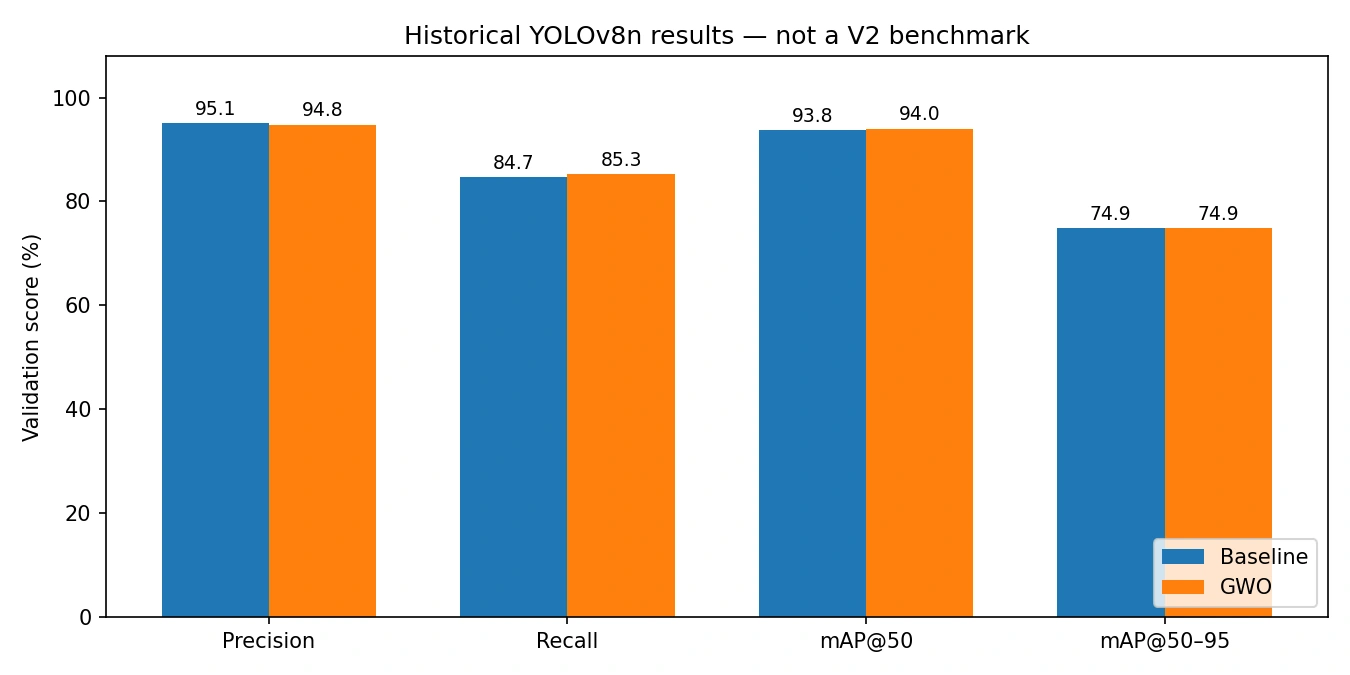 Historical YOLOv8n results — not a V2 benchmark
Validation score (%)
100
80
60
40
20
0
95.1
94.8
84.7
85.3
93.8
94.0
74.9
74.9
Precision
Recall
mAP@50
mAP@50–95
Baseline
GWO